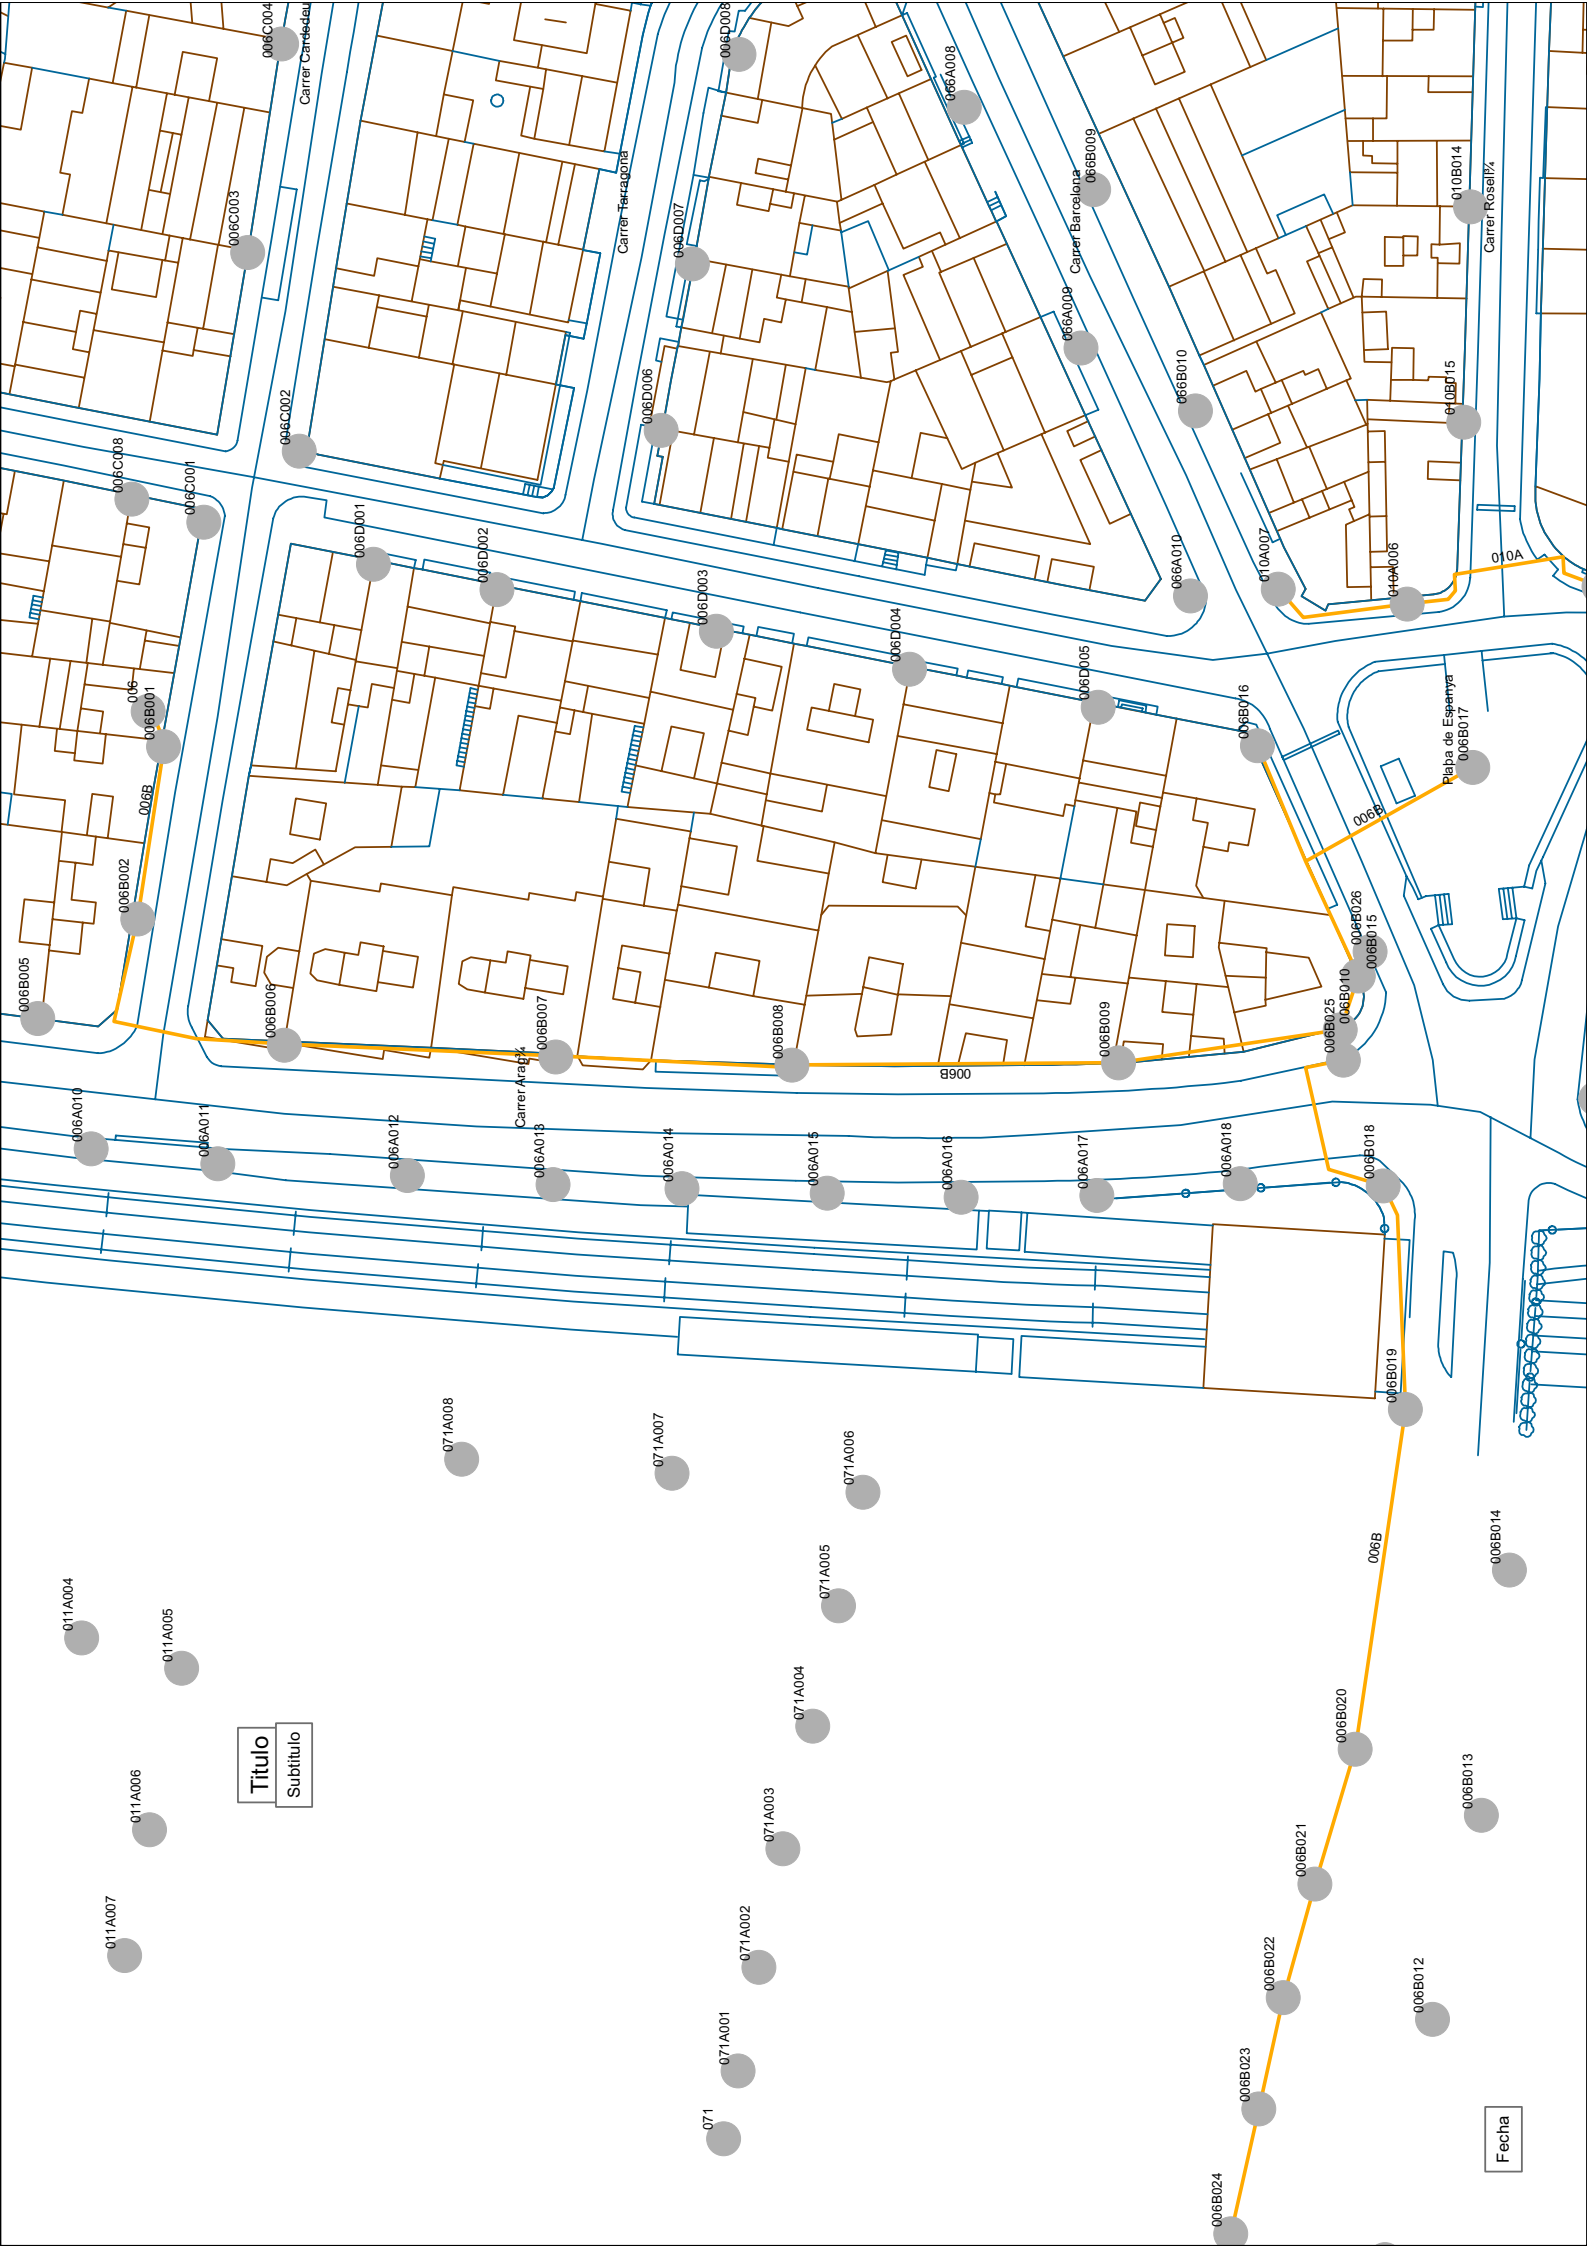 006C004
Carrer Cardedeu
006D008
066A008
006C003
Carrer Tarragona
006D007
Carrer Barcelona
066B009
010B014
Carrer Rosell¾
066A009
066B010
010B015
006C008
006C001
006C002
006D006
006D001
006D002
006D003
006D004
006D005
066A010
010A007
010A006
010A
006
006B001
006B
006B016
Plaþa de Espanya
006B017
006B
006B002
006B005
006B006
Carrer Arag¾
006B007
006B008
006B
006B009
006B025
006B010
006B026
006B015
006A010
006A011
006A012
006A013
006A014
006A015
006A016
006A017
006A018
006B018
006B019
071A008
071A007
071A006
006B
006B014
011A004
011A005
071A005
071A004
006B020
Titulo
Subtitulo
011A006
071A003
006B013
006B021
011A007
071A002
006B022
006B012
071A001
006B023
071
Fecha
006B024